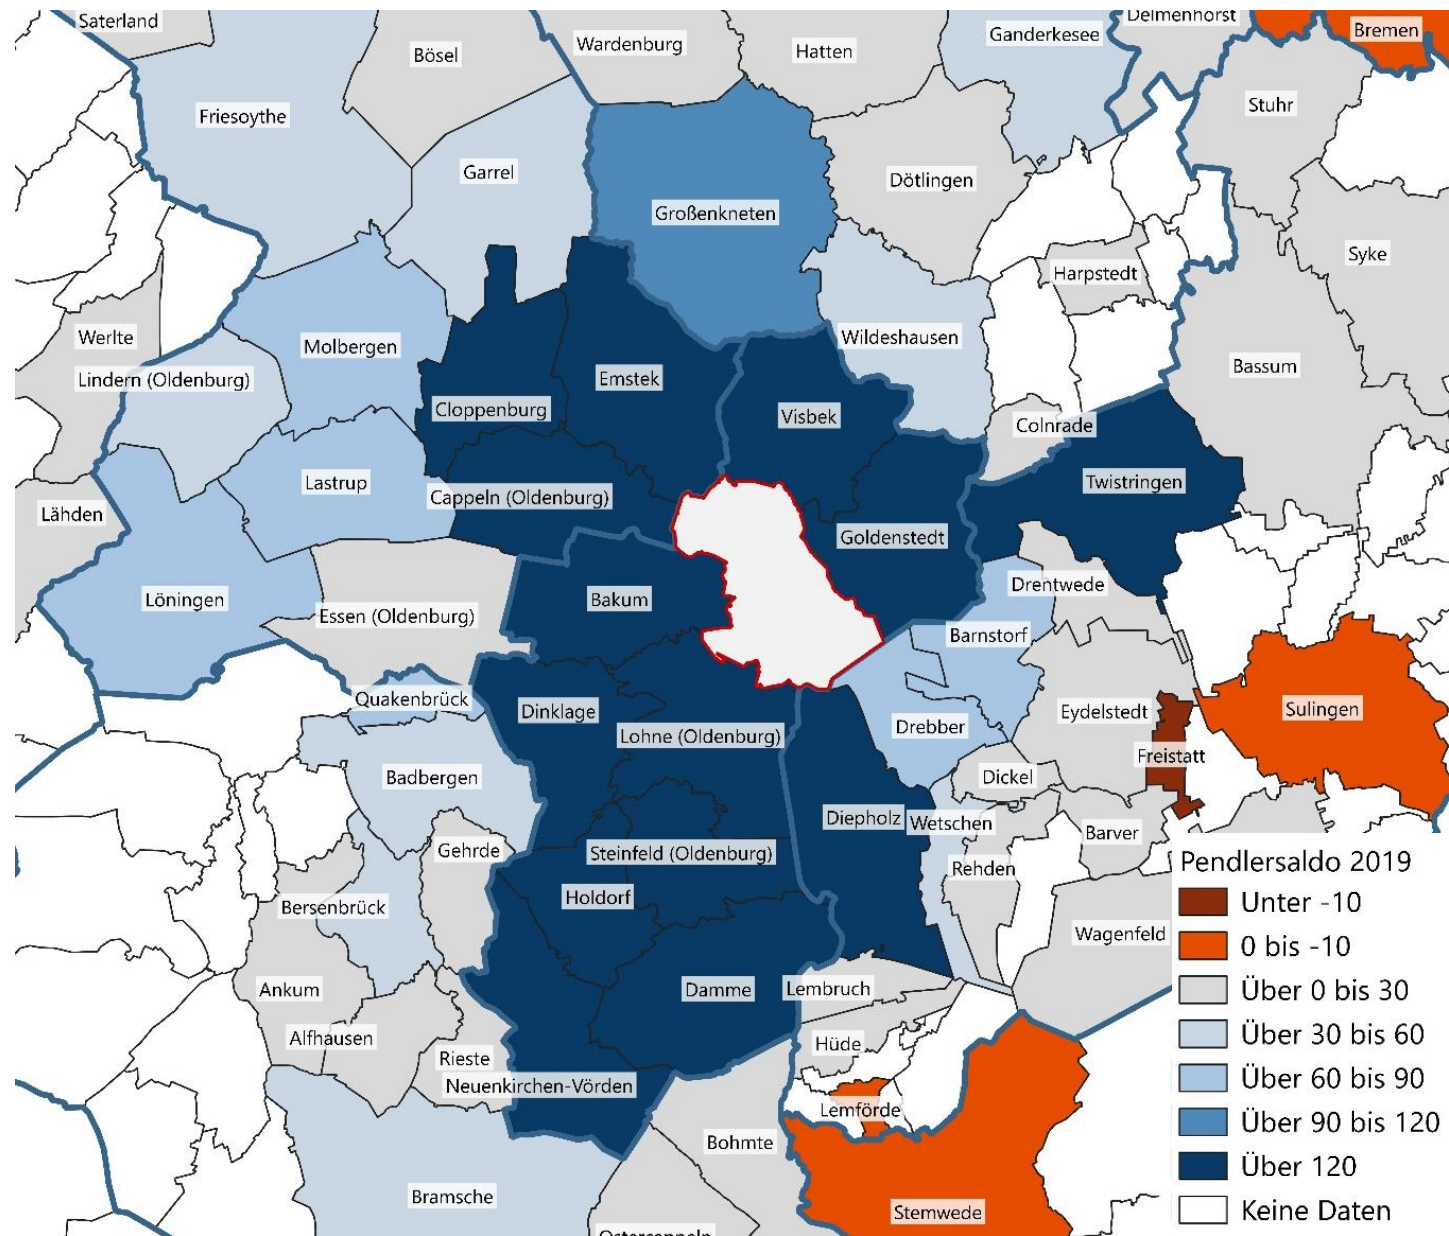 Saterland
Delmenhorst
Bremen
Ganderkesee
Wardenburg
Hatten
Bösel
Stuhr
Friesoythe
Garrel
Dötlingen
Großenkneten
Syke
Harpstedt
Werlte
Molbergen
Wildeshausen
Bassum
Lindern (Oldenburg)
Emstek
Cloppenburg
Visbek
Colnrade
Lastrup
Cappeln (Oldenburg)
Twistringen
Lähden
Goldenstedt
Drentwede
Löningen
Bakum
Essen (Oldenburg)
Barnstorf
Quakenbrück
Dinklage
Eydelstedt
Sulingen
Lohne (Oldenburg)
Drebber
Freistatt
Badbergen
Dickel
Diepholz
Wetschen
Barver
Gehrde
Steinfeld (Oldenburg)
Rehden
Holdorf
Bersenbrück
Wagenfeld
Ankum
Damme
Lembruch
Alfhausen
Hüde
Rieste
Neuenkirchen-Vörden
Lemförde
Bohmte
Bramsche
Stemwede
Ostercappeln
Pendlersaldo 2019
Unter -10
0 bis -10
Über 0 bis 30
Über 30 bis 60
Über 60 bis 90
Über 90 bis 120
Über 120
Keine Daten